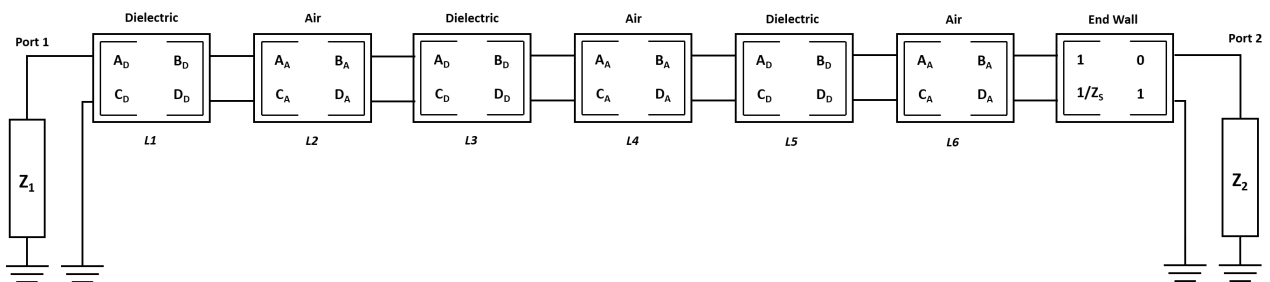 Dielectric Air Dielectric Air Dielectric Air End Wall
Port 1 Port 2
A_D B_D A_A B_A A_D B_D A_A B_A A_D B_D A_A B_A 1 0
C_D D_D C_A D_A C_D D_D C_A D_A C_D D_D C_A D_A 1/Z_S 1
L1 L2 L3 L4 L5 L6
Z_1 Z_2